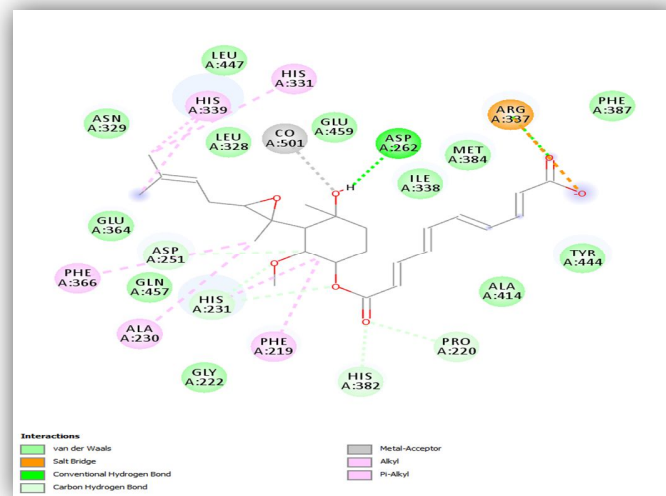 LEU
A:447
HIS
A:331
HIS
A:339
ASN
A:329
LEU
A:328
CO
A:501
GLU
A:459
ASP
A:262
ARG
A:337
PHE
A:387
MET
A:384
ILE
A:338
O
H
O
O
O
GLU
A:364
ASP
A:251
PHE
A:366
GLN
A:457
HIS
A:231
O
O
O
TYR
A:444
ALA
A:414
ALA
A:230
PHE
A:219
PRO
A:220
GLY
A:222
HIS
A:382
Interactions
van der Waals
Salt Bridge
Conventional Hydrogen Bond
Carbon Hydrogen Bond
Metal-Acceptor
Alkyl
Pi-Alkyl